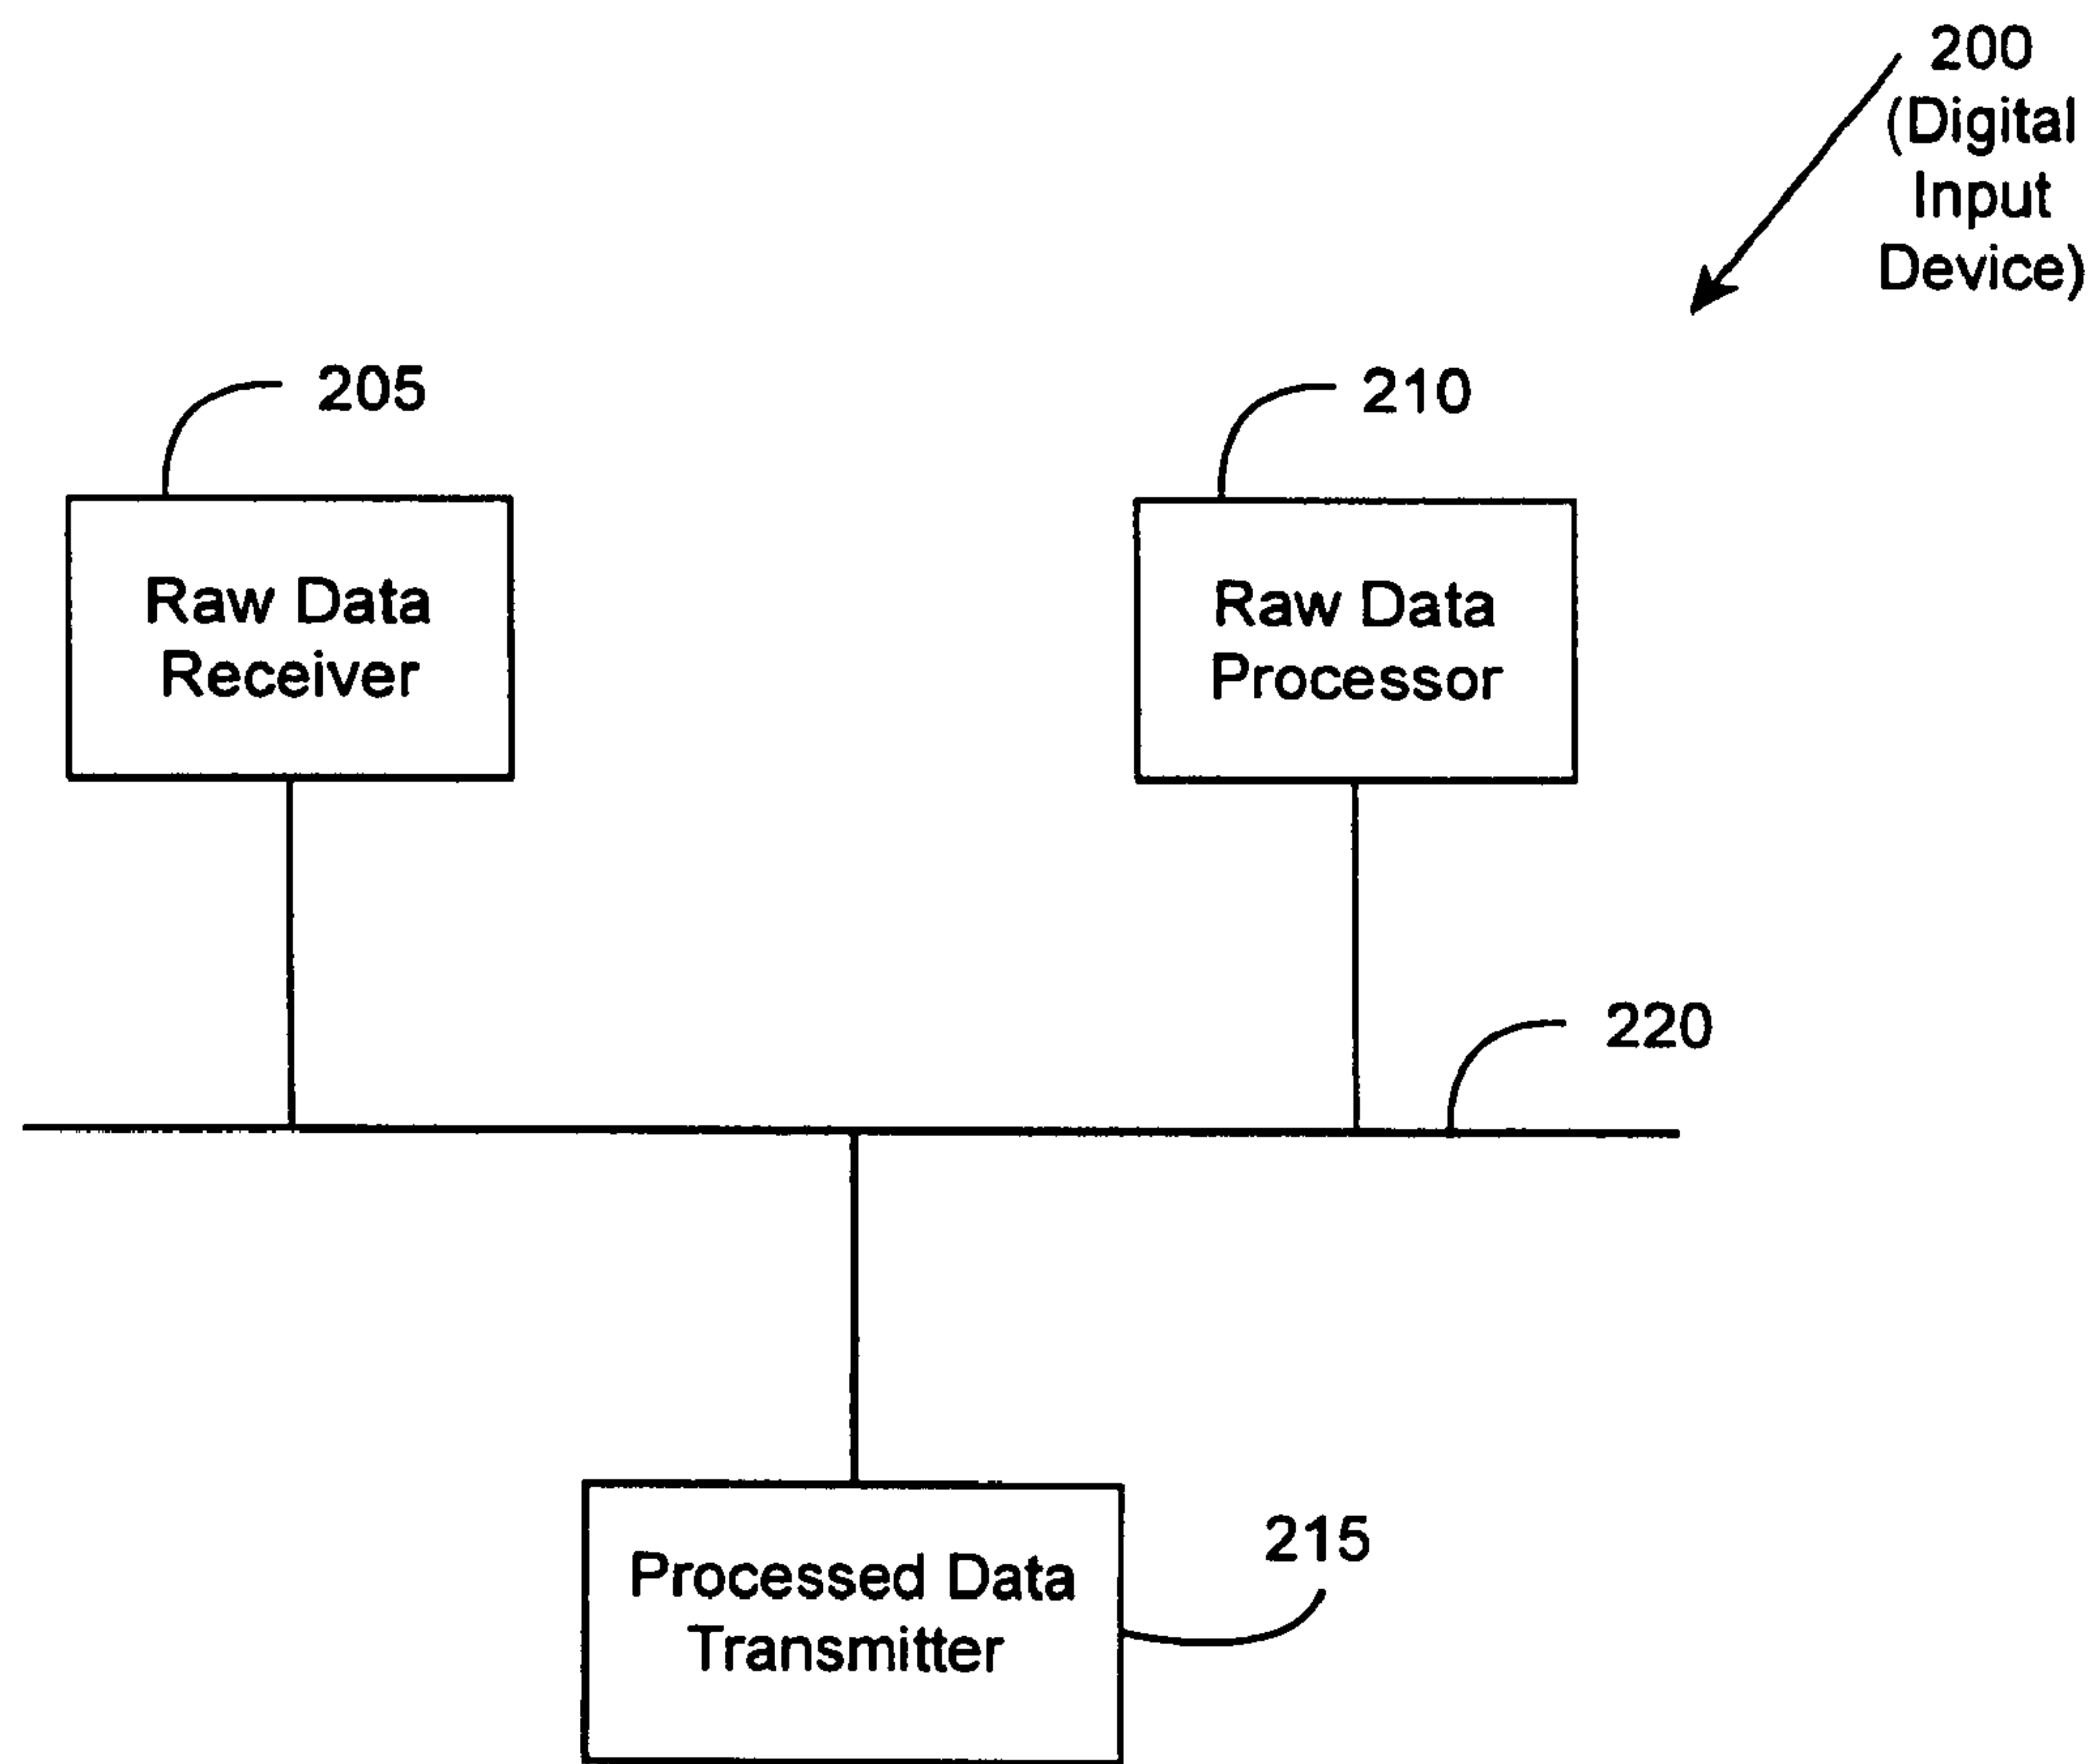 200
(Digital
Input
Device)
205
210
Raw Data
Receiver
Raw Data
Processor
220
215
Processed Data
Transmitter